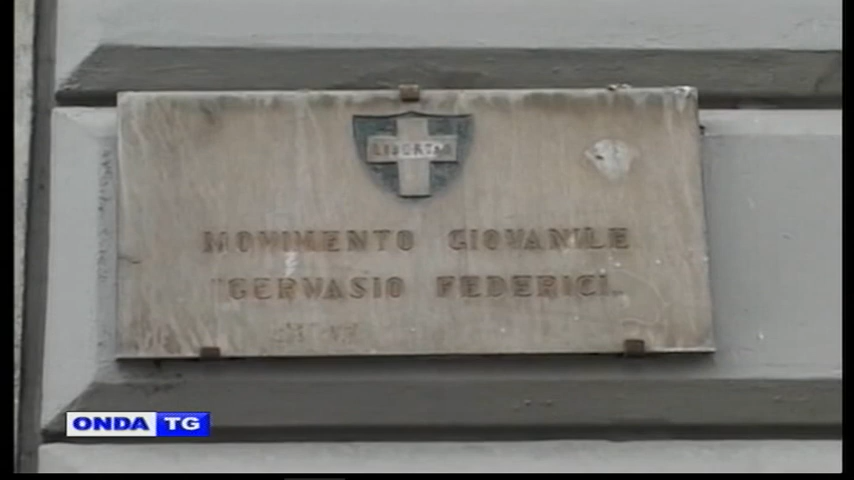 LIBERTAS
MOVIMENTO GIOVANILE
"GERVASIO FEDERICI"
ONDA TG